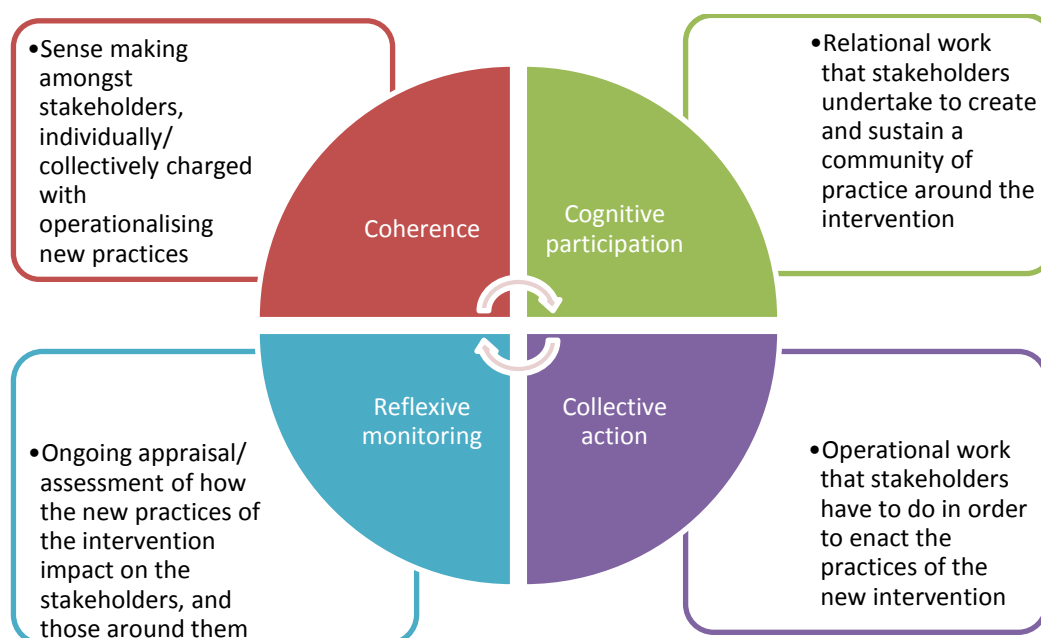 •Sense making
amongst
stakeholders,
individually/
collectively charged
with
operationalising
new practices
•Relational work
that stakeholders
undertake to create
and sustain a
community of
practice around the
intervention
Coherence
Cognitive
participation
Reflexive
monitoring
Collective
action
•Ongoing appraisal/
assessment of how
the new practices of
the intervention
impact on the
stakeholders, and
those around them
•Operational work
that stakeholders
have to do in order
to enact the
practices of the
new intervention